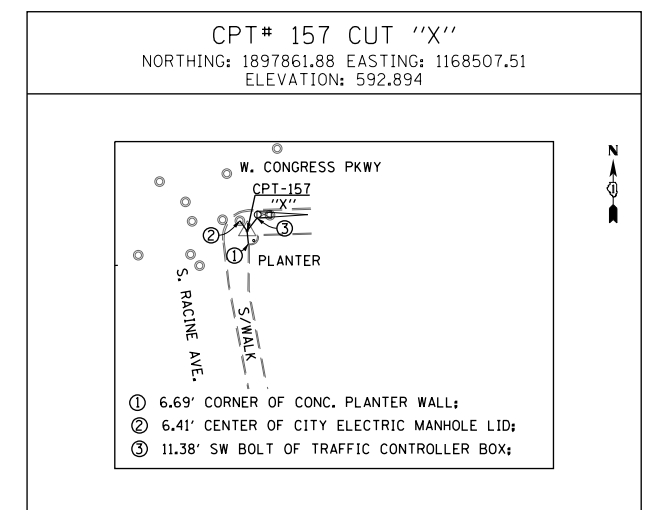 CPT# 157 CUT ''X''
NORTHING: 1897861.88 EASTING: 1168507.51
ELEVATION: 592.894
N
W. CONGRESS PKWY
CPT-157
''X''
② ③
①
PLANTER
S. RACINE AVE.
S/WALK
① 6.69' CORNER OF CONC. PLANTER WALL;
② 6.41' CENTER OF CITY ELECTRIC MANHOLE LID;
③ 11.38' SW BOLT OF TRAFFIC CONTROLLER BOX;